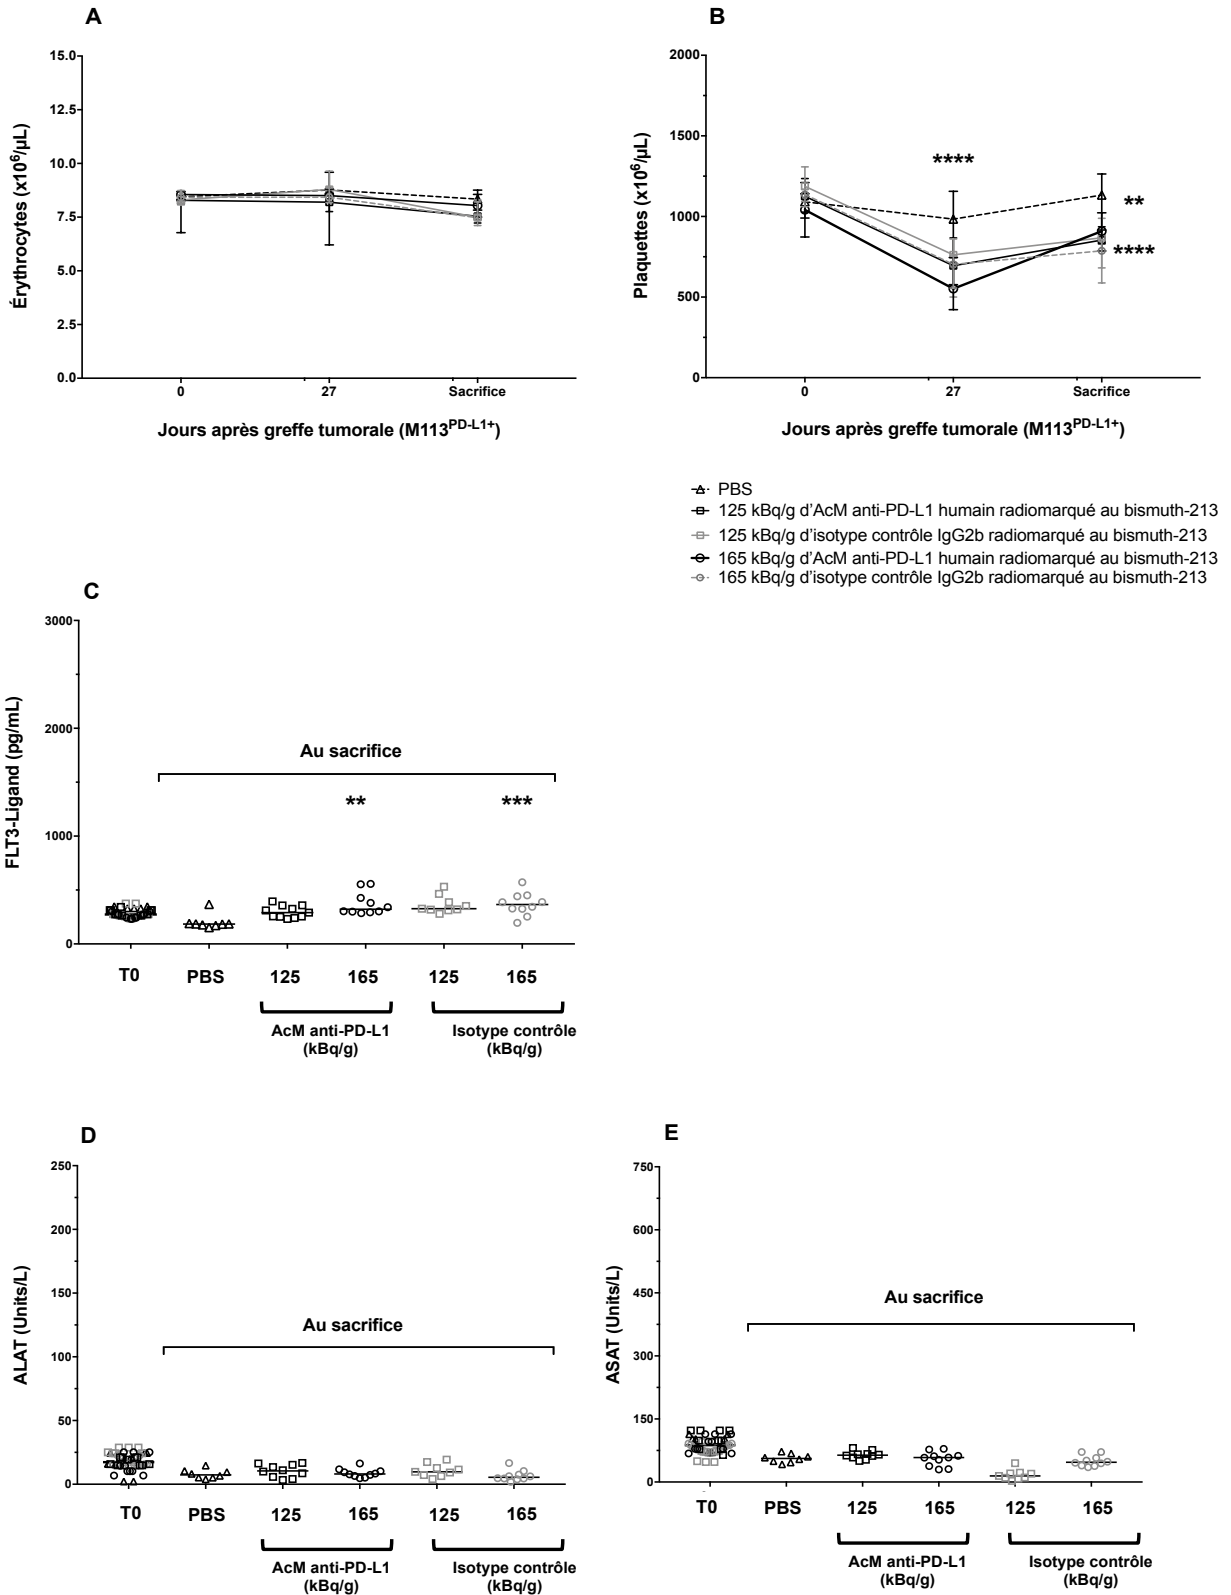 A
15.0
12.5
10.0
7.5
5.0
2.5
0.0
Érythrocytes (x10⁶/µL)
0
27
Sacrifice
Jours après greffe tumorale (M113ᴾᴰ⁻ᴸ¹⁺)
B
2000
1500
1000
500
0
Plaquettes (x10⁶/µL)
****
**
****
0
27
Sacrifice
Jours après greffe tumorale (M113ᴾᴰ⁻ᴸ¹⁺)
PBS
125 kBq/g d'AcM anti-PD-L1 humain radiomarqué au bismuth-213
125 kBq/g d'isotype contrôle IgG2b radiomarqué au bismuth-213
165 kBq/g d'AcM anti-PD-L1 humain radiomarqué au bismuth-213
165 kBq/g d'isotype contrôle IgG2b radiomarqué au bismuth-213
C
3000
2000
1000
0
FLT3-Ligand (pg/mL)
Au sacrifice
**
***
T0
PBS
125
165
125
165
AcM anti-PD-L1
(kBq/g)
Isotype contrôle
(kBq/g)
D
250
200
150
100
50
0
ALAT (Units/L)
Au sacrifice
T0
PBS
125
165
125
165
AcM anti-PD-L1
(kBq/g)
Isotype contrôle
(kBq/g)
E
750
600
450
300
150
0
ASAT (Units/L)
Au sacrifice
T0
PBS
125
165
125
165
AcM anti-PD-L1
(kBq/g)
Isotype contrôle
(kBq/g)